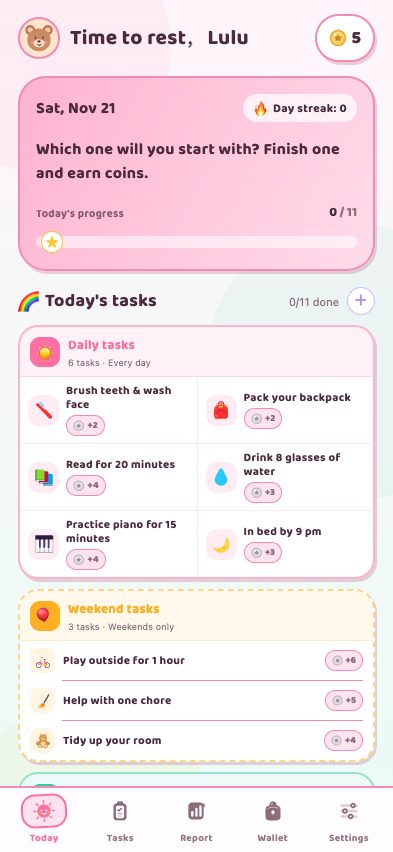 Time to rest， Lulu
5
Sat, Nov 21
🔥 Day streak: 0
Which one will you start with? Finish one
and earn coins.
Today's progress
0 / 11
Today's tasks
0/11 done
+
Daily tasks
6 tasks · Every day
Brush teeth & wash
face
+2
Pack your backpack
+2
Read for 20 minutes
+4
Drink 8 glasses of
water
+3
Practice piano for 15
minutes
+4
In bed by 9 pm
+3
Weekend tasks
3 tasks · Weekends only
Play outside for 1 hour
+6
Help with one chore
+5
Tidy up your room
+4
Today
Tasks
Report
Wallet
Settings